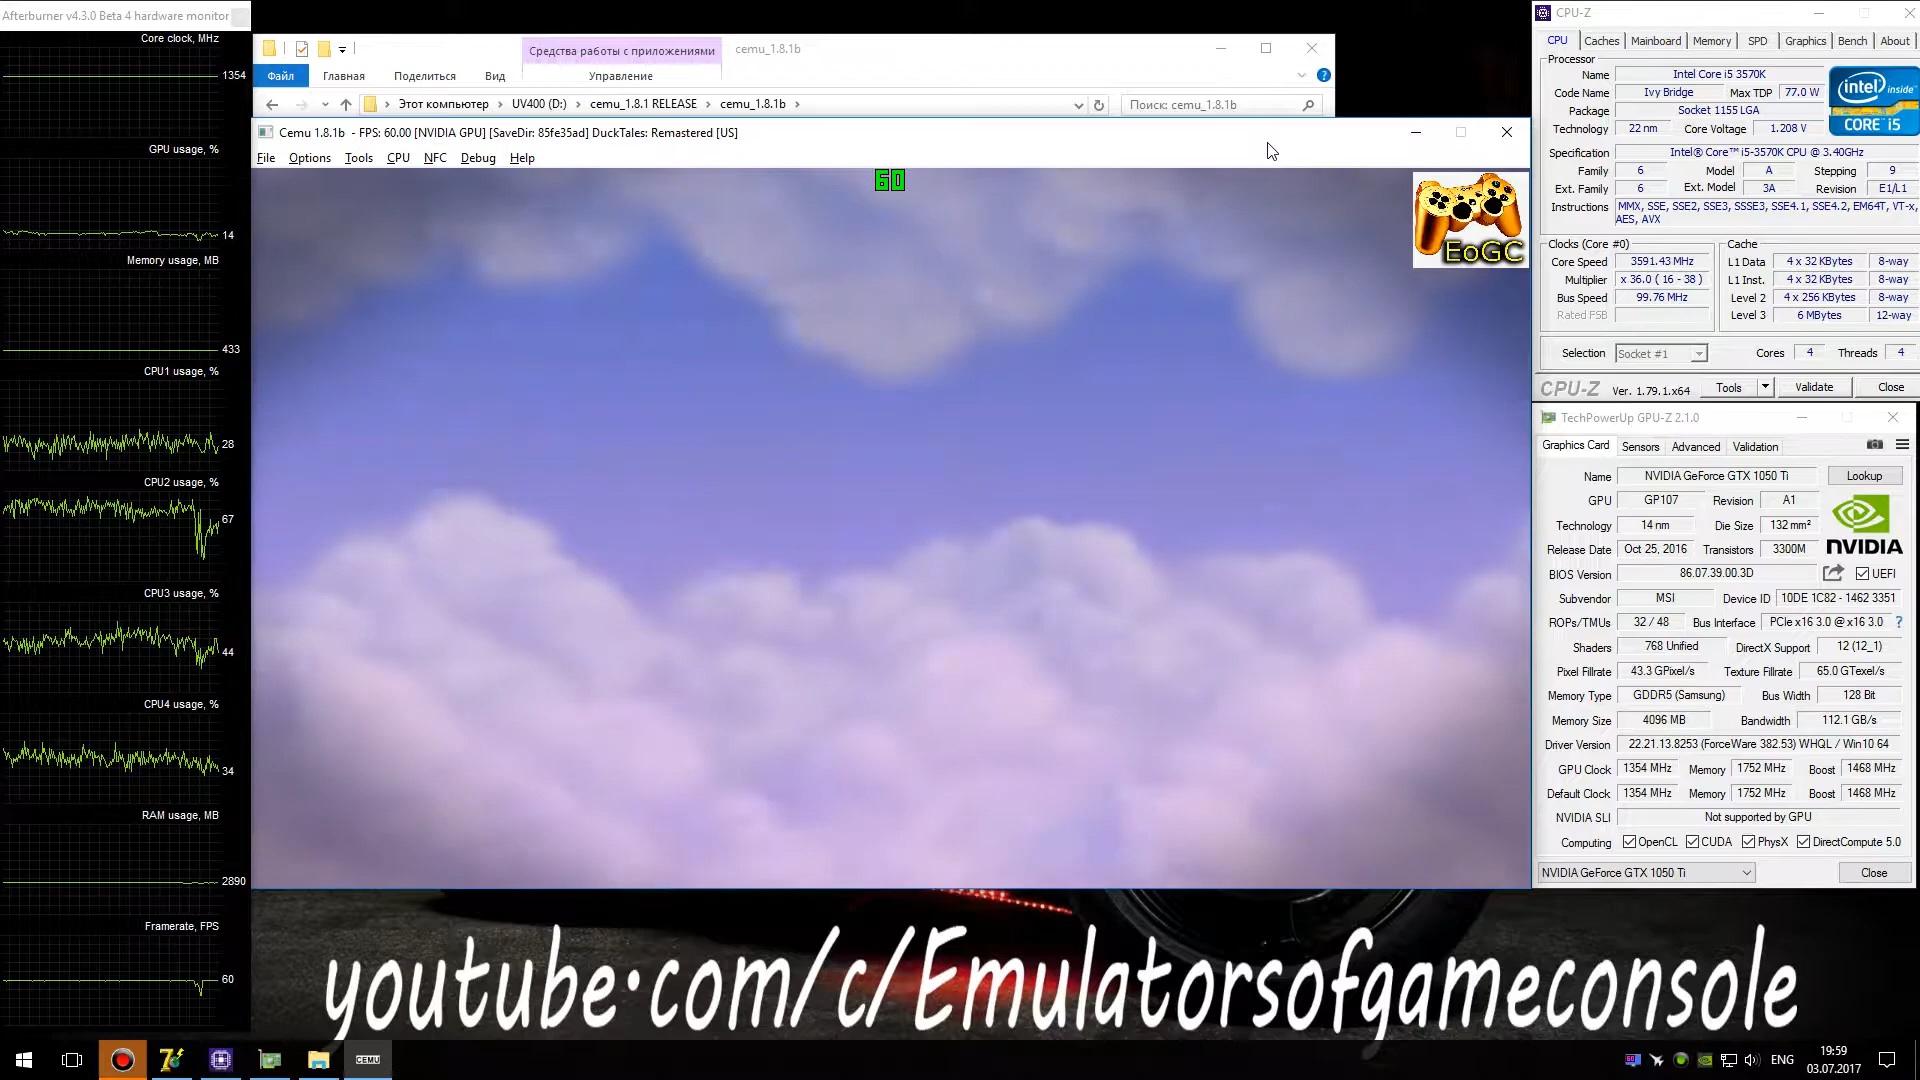 Afterburner v4.3.0 Beta 4 hardware monitor
Core clock, MHz
1354
GPU usage, %
14
Memory usage, MB
433
CPU1 usage, %
28
CPU2 usage, %
67
CPU3 usage, %
44
CPU4 usage, %
34
RAM usage, MB
2890
Framerate, FPS
60
Средства работы с приложениями cemu_1.8.1b
Файл Главная Поделиться Вид Управление
Этот компьютер UV400 (D:) cemu_1.8.1 RELEASE cemu_1.8.1b Поиск: cemu_1.8.1b
Cemu 1.8.1b - FPS: 60.00 [NVIDIA GPU] [SaveDir: 85fe35ad] DuckTales: Remastered [US]
File Options Tools CPU NFC Debug Help
60
EoGC
CPU-Z
CPU Caches Mainboard Memory SPD Graphics Bench About
Processor
Name Intel Core i5 3570K
Code Name Ivy Bridge Max TDP 77.0 W
Package Socket 1155 LGA
Technology 22 nm Core Voltage 1.208 V
intel inside
CORE i5
Specification Intel® Core™ i5-3570K CPU @ 3.40GHz
Family 6 Model A Stepping 9
Ext. Family 6 Ext. Model 3A Revision E1/L1
Instructions MMX, SSE, SSE2, SSE3, SSSE3, SSE4.1, SSE4.2, EM64T, VT-x,
AES, AVX
Clocks (Core #0)
Core Speed 3591.43 MHz
Multiplier x 36.0 ( 16 - 38 )
Bus Speed 99.76 MHz
Rated FSB
Cache
L1 Data 4 x 32 KBytes 8-way
L1 Inst. 4 x 32 KBytes 8-way
Level 2 4 x 256 KBytes 8-way
Level 3 6 MBytes 12-way
Selection Socket #1 Cores 4 Threads 4
CPU-Z Ver. 1.79.1.x64 Tools Validate Close
TechPowerUp GPU-Z 2.1.0
Graphics Card Sensors Advanced Validation
Name NVIDIA GeForce GTX 1050 Ti Lookup
GPU GP107 Revision A1
Technology 14 nm Die Size 132 mm²
Release Date Oct 25, 2016 Transistors 3300M
NVIDIA
BIOS Version 86.07.39.00.3D UEFI
Subvendor MSI Device ID 10DE 1C82 - 1462 3351
ROPs/TMUs 32 / 48 Bus Interface PCIe x16 3.0 @ x16 3.0 ?
Shaders 768 Unified DirectX Support 12 (12_1)
Pixel Fillrate 43.3 GPixel/s Texture Fillrate 65.0 GTexel/s
Memory Type GDDR5 (Samsung) Bus Width 128 Bit
Memory Size 4096 MB Bandwidth 112.1 GB/s
Driver Version 22.21.13.8253 (ForceWare 382.53) WHQL / Win10 64
GPU Clock 1354 MHz Memory 1752 MHz Boost 1468 MHz
Default Clock 1354 MHz Memory 1752 MHz Boost 1468 MHz
NVIDIA SLI Not supported by GPU
Computing OpenCL CUDA PhysX DirectCompute 5.0
NVIDIA GeForce GTX 1050 Ti Close
youtube.com/c/Emulatorsofgameconsole
CEMU
ENG
19:59
03.07.2017